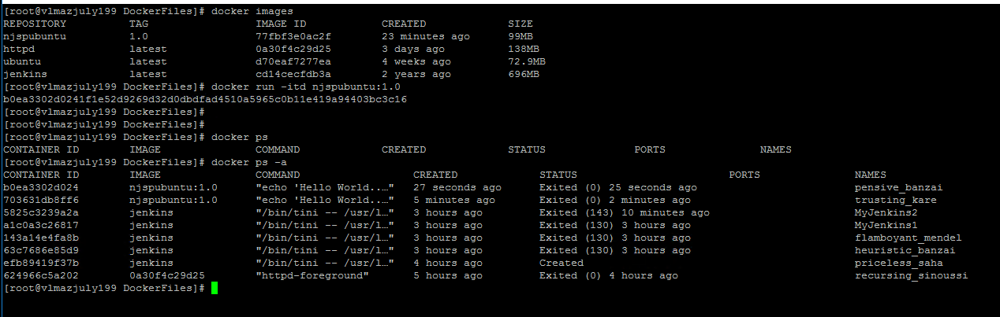 [root@vlmazjuly199 DockerFiles]# docker images
REPOSITORY TAG IMAGE ID CREATED SIZE
njspubuntu 1.0 77fbf3e0ac2f 23 minutes ago 99MB
httpd latest 0a30f4c29d25 3 days ago 138MB
ubuntu latest d70eaf7277ea 4 weeks ago 72.9MB
jenkins latest cd14cecfdb3a 2 years ago 696MB
[root@vlmazjuly199 DockerFiles]# docker run -itd njspubuntu:1.0
b0ea3302d0241f1e52d9269d32d0dbdfad4510a5965c0b11e419a94403bc3c16
[root@vlmazjuly199 DockerFiles]#
[root@vlmazjuly199 DockerFiles]#
[root@vlmazjuly199 DockerFiles]# docker ps
CONTAINER ID IMAGE COMMAND CREATED STATUS PORTS NAMES
[root@vlmazjuly199 DockerFiles]# docker ps -a
CONTAINER ID IMAGE COMMAND CREATED STATUS PORTS NAMES
b0ea3302d024 njspubuntu:1.0 "echo 'Hello World..…" 27 seconds ago Exited (0) 25 seconds ago pensive_banzai
703631db8ff6 njspubuntu:1.0 "echo 'Hello World..…" 5 minutes ago Exited (0) 2 minutes ago trusting_kare
5825c3239a2a jenkins "/bin/tini -- /usr/l…" 3 hours ago Exited (143) 10 minutes ago MyJenkins2
a1c0a3c26817 jenkins "/bin/tini -- /usr/l…" 3 hours ago Exited (130) 3 hours ago MyJenkins1
143a14e4fa8b jenkins "/bin/tini -- /usr/l…" 3 hours ago Exited (130) 3 hours ago flamboyant_mendel
63c7686e85d9 jenkins "/bin/tini -- /usr/l…" 3 hours ago Exited (130) 3 hours ago heuristic_banzai
efb89419f37b jenkins "/bin/tini -- /usr/l…" 4 hours ago Created priceless_saha
624966c5a202 0a30f4c29d25 "httpd-foreground" 5 hours ago Exited (0) 4 hours ago recursing_sinoussi
[root@vlmazjuly199 DockerFiles]#